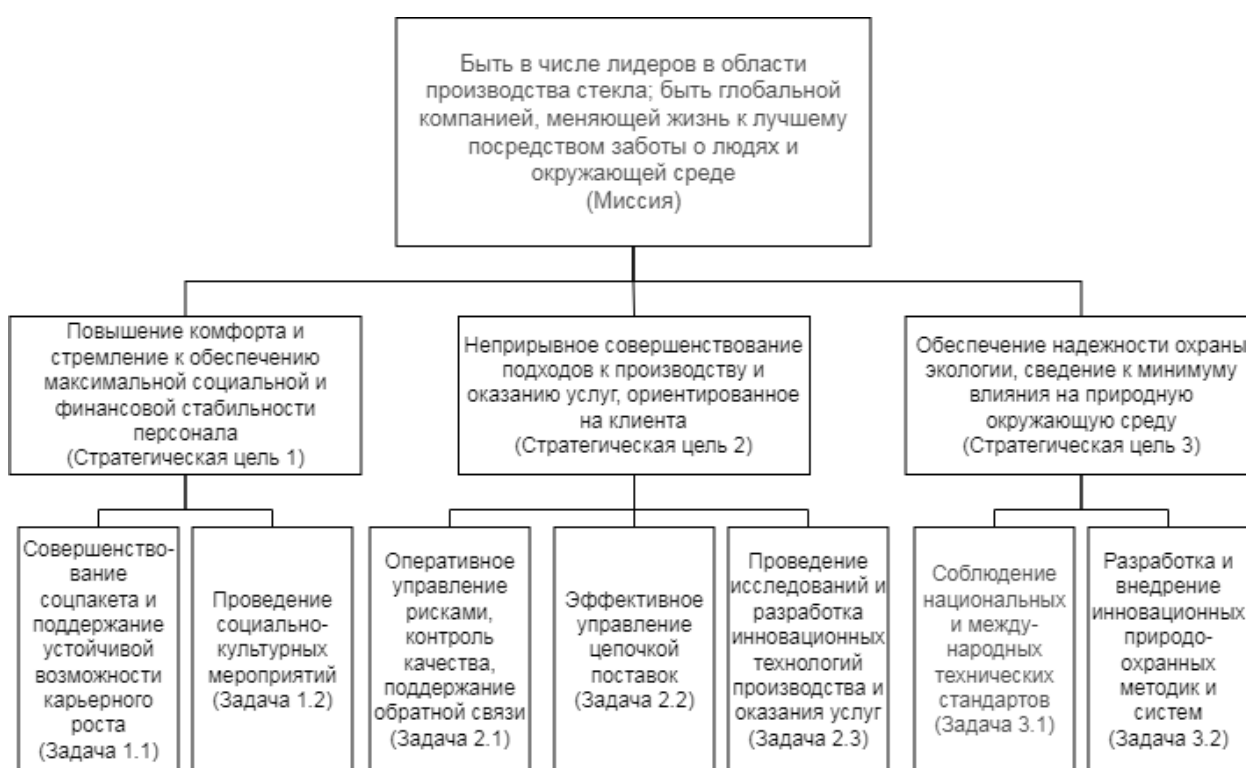 Быть в числе лидеров в области
производства стекла; быть глобальной
компанией, меняющей жизнь к лучшему
посредством заботы о людях и
окружающей среде
(Миссия)
Повышение комфорта и
стремление к обеспечению
максимальной социальной и
финансовой стабильности
персонала
(Стратегическая цель 1)
Неприрывное совершенствование
подходов к производству и
оказанию услуг, ориентированное
на клиента
(Стратегическая цель 2)
Обеспечение надежности охраны
экологии, сведение к минимуму
влияния на природную
окружающую среду
(Стратегическая цель 3)
Совершенство-
вание
соцпакета и
поддержание
устойчивой
возможности
карьерного
роста
(Задача 1.1)
Проведение
социально-
культурных
мероприятий
(Задача 1.2)
Оперативное
управление
рисками,
контроль
качества,
поддержание
обратной связи
(Задача 2.1)
Эффективное
управление
цепочкой
поставок
(Задача 2.2)
Проведение
исследований и
разработка
инновационных
технологий
производства и
оказания услуг
(Задача 2.3)
Соблюдение
национальных
и между-
народных
технических
стандартов
(Задача 3.1)
Разработка и
внедрение
инновационных
природо-
охранных
методик и
систем
(Задача 3.2)